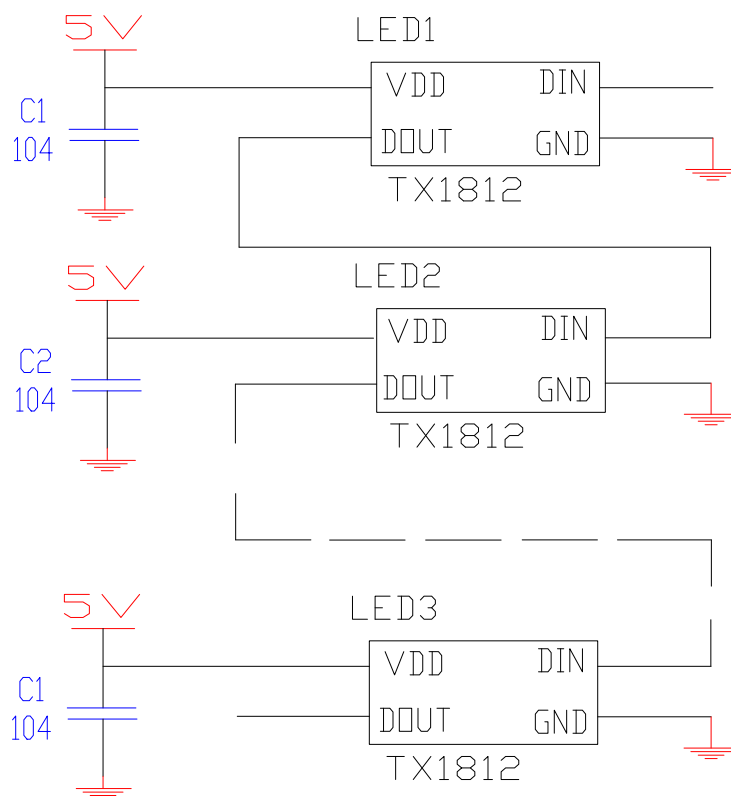 5V
LED1
VDD DIN
C1
104
DOUT GND
TX1812
5V
LED2
VDD DIN
C2
104
DOUT GND
TX1812
5V
LED3
VDD DIN
C1
104
DOUT GND
TX1812